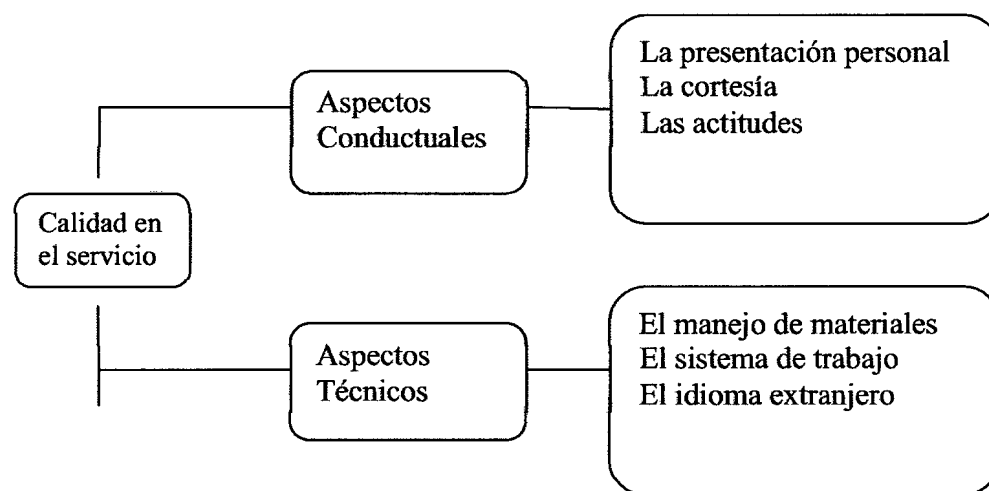 Calidad en
el servicio
Aspectos
Conductuales
La presentación personal
La cortesía
Las actitudes
Aspectos
Técnicos
El manejo de materiales
El sistema de trabajo
El idioma extranjero